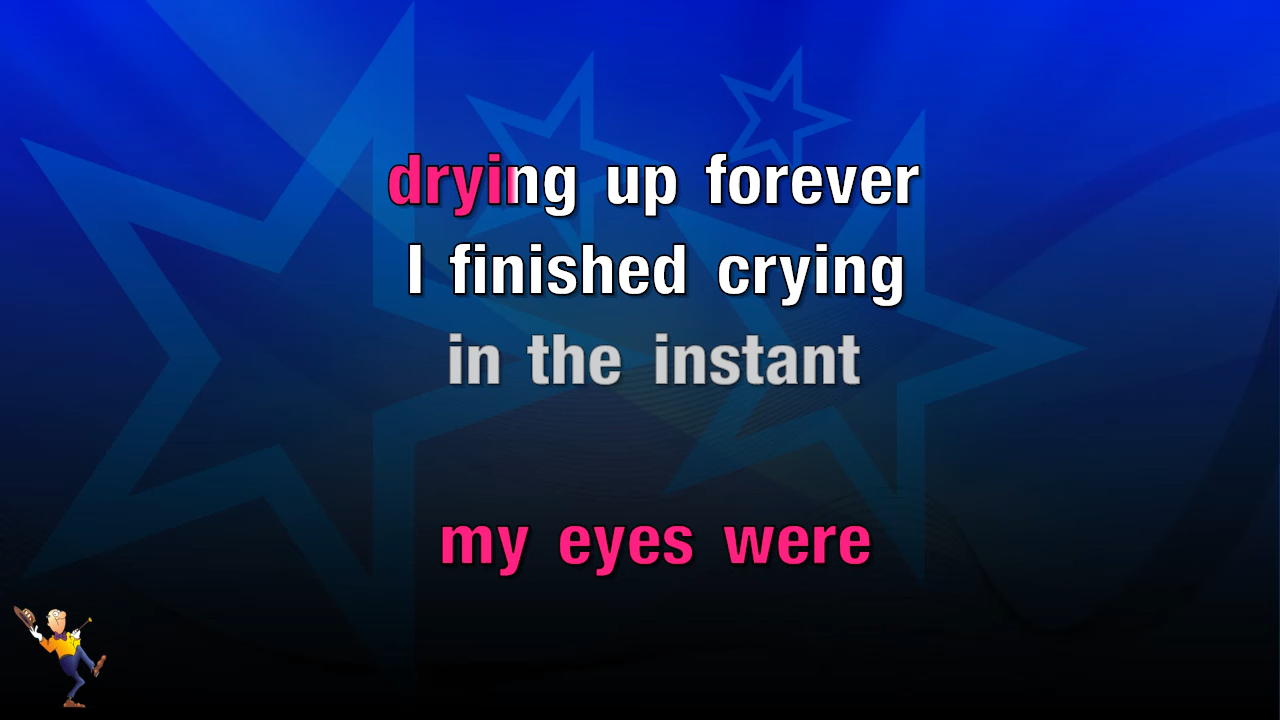 drying up forever
I finished crying
in the instant
my eyes were